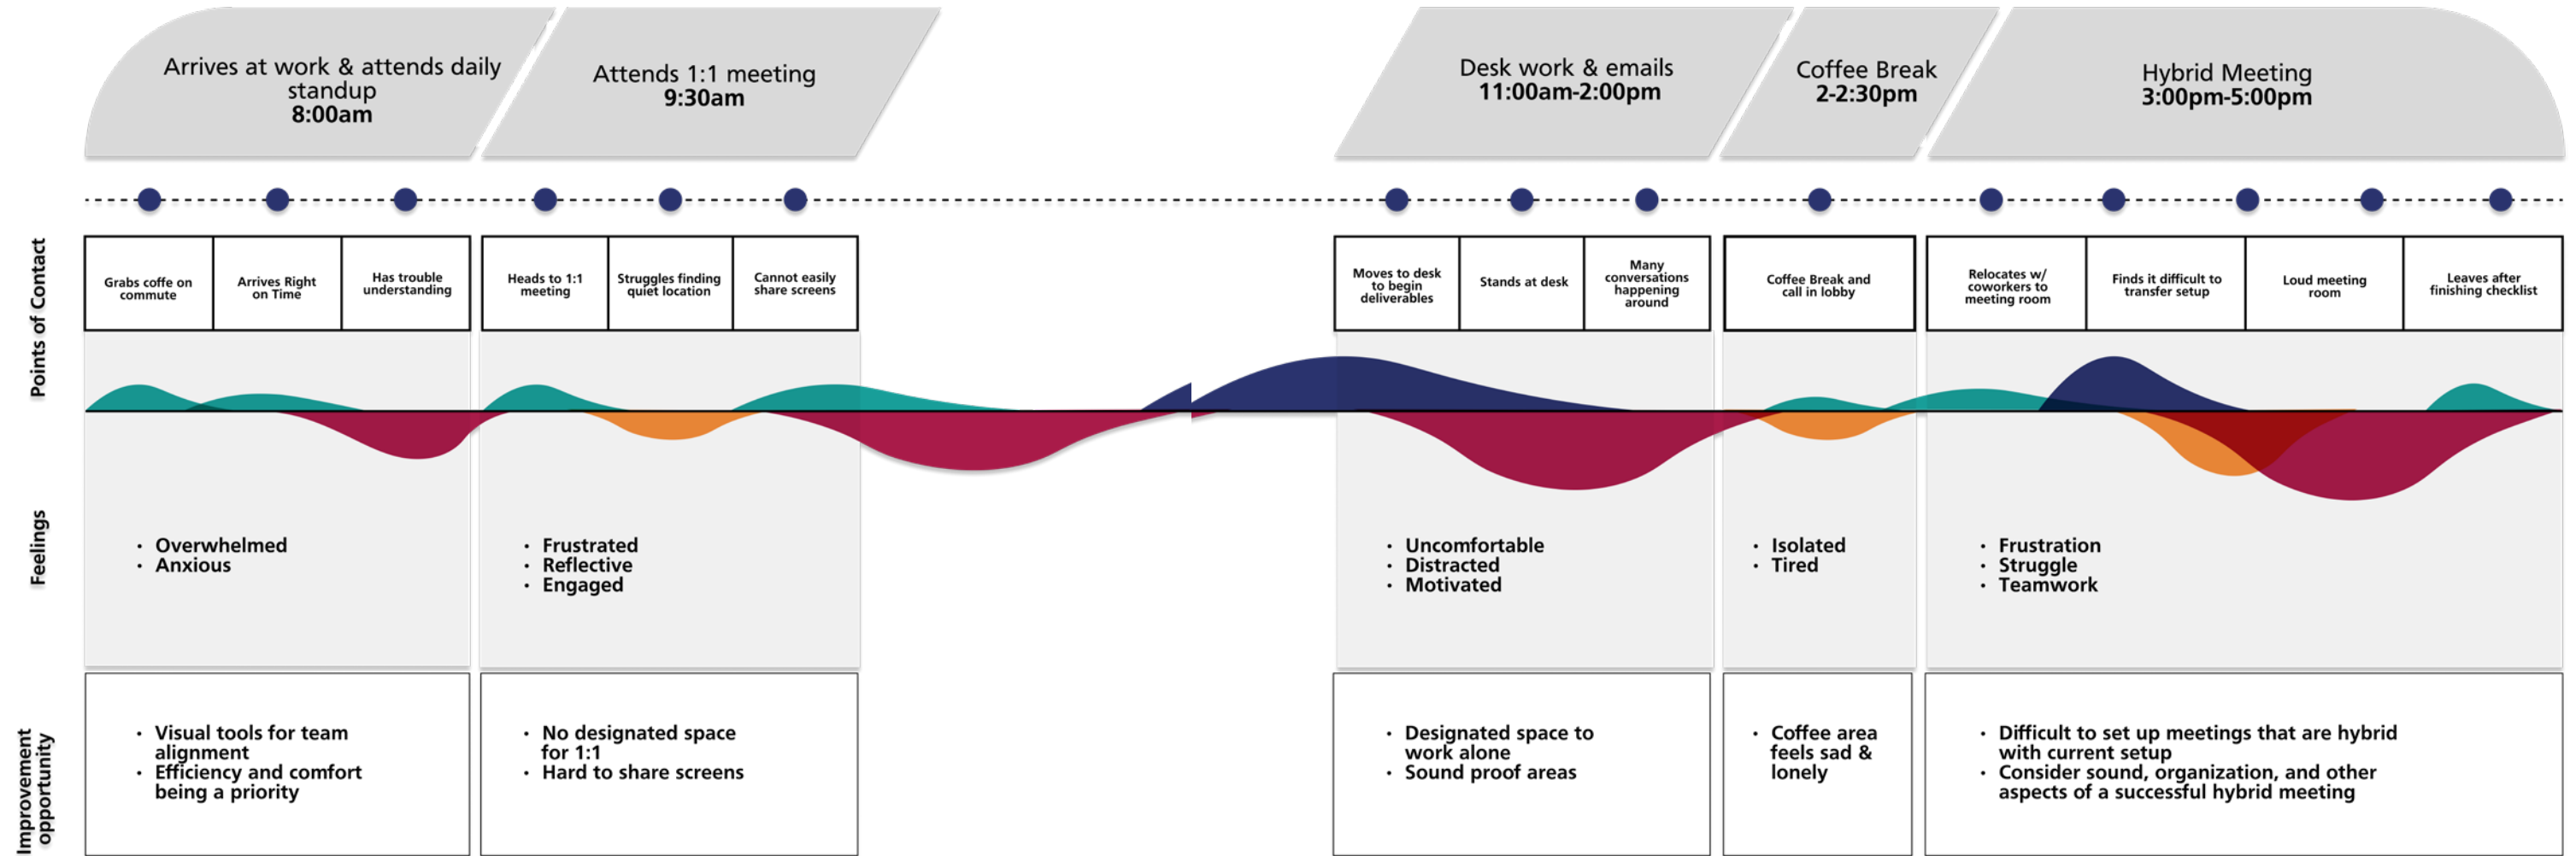 Arrives at work & attends daily
standup
8:00am
Attends 1:1 meeting
9:30am
Desk work & emails
11:00am-2:00pm
Coffee Break
2-2:30pm
Hybrid Meeting
3:00pm-5:00pm
Points of Contact
Grabs coffe on
commute
Arrives Right
on Time
Has trouble
understanding
Heads to 1:1
meeting
Struggles finding
quiet location
Cannot easily
share screens
Moves to desk
to begin
deliverables
Stands at desk
Many
conversations
happening
around
Coffee Break and
call in lobby
Relocates w/
coworkers to
meeting room
Finds it difficult to
transfer setup
Loud meeting
room
Leaves after
finishing checklist
Feelings
· Overwhelmed
· Anxious
· Frustrated
· Reflective
· Engaged
· Uncomfortable
· Distracted
· Motivated
· Isolated
· Tired
· Frustration
· Struggle
· Teamwork
Improvement
opportunity
· Visual tools for team
alignment
· Efficiency and comfort
being a priority
· No designated space
for 1:1
· Hard to share screens
· Designated space to
work alone
· Sound proof areas
· Coffee area
feels sad &
lonely
· Difficult to set up meetings that are hybrid
with current setup
· Consider sound, organization, and other
aspects of a successful hybrid meeting